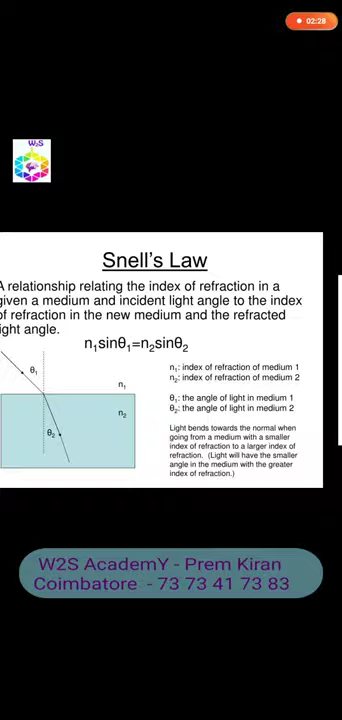 02:28
W2S
Snell's Law
A relationship relating the index of refraction in a
given a medium and incident light angle to the index
of refraction in the new medium and the refracted
light angle.
n₁sinθ₁=n₂sinθ₂
θ₁
n₁
n₂
θ₂
n₁: index of refraction of medium 1
n₂: index of refraction of medium 2
θ₁: the angle of light in medium 1
θ₂: the angle of light in medium 2
Light bends towards the normal when
going from a medium with a smaller
index of refraction to a larger index of
refraction. (Light will have the smaller
angle in the medium with the greater
index of refraction.)
W2S AcademY - Prem Kiran
Coimbatore - 73 73 41 73 83